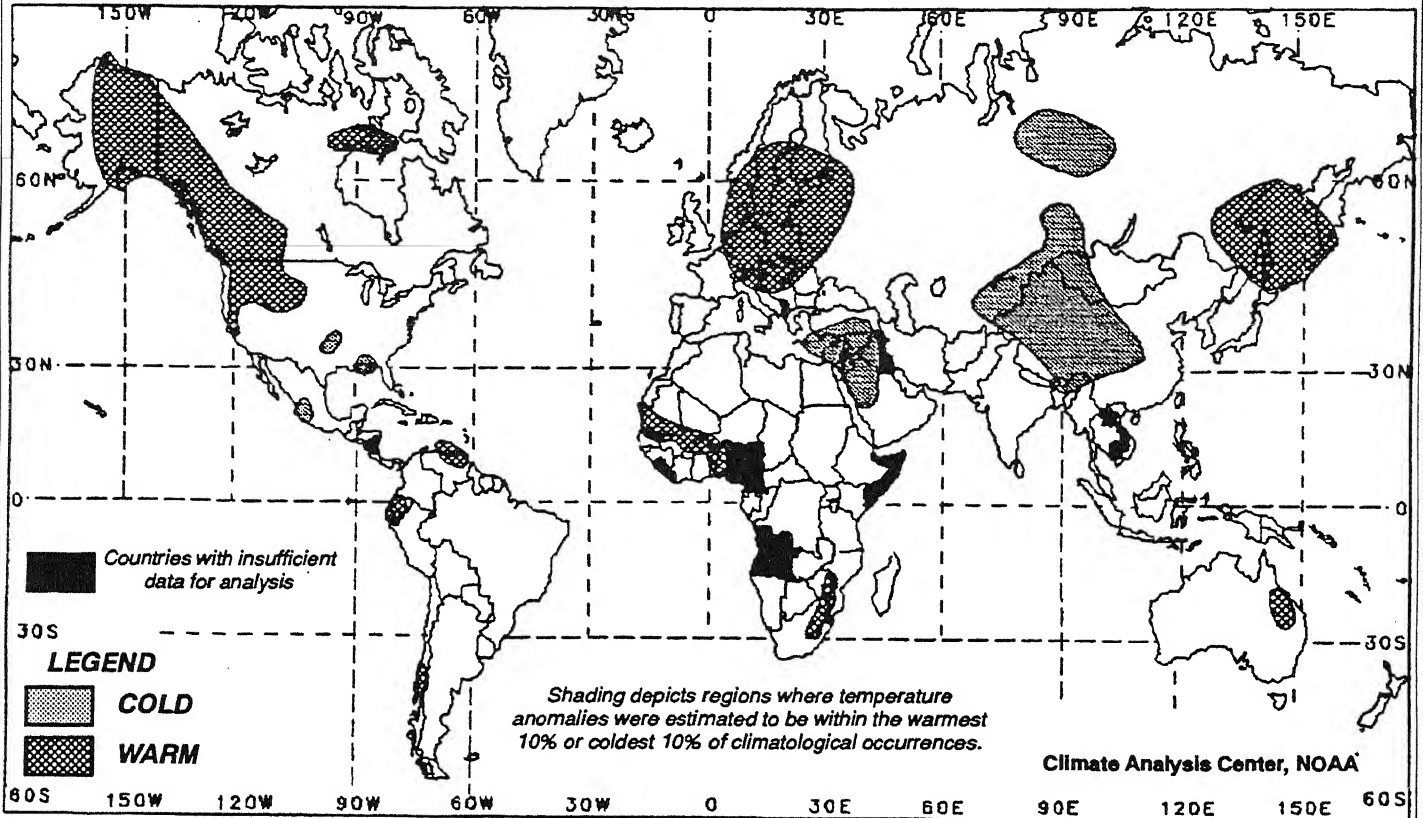 150W 120W 90W 60W 30W 0 30E 60E 90E 120E 150E
60N 60N
30N 30N
0 0
Countries with insufficient
data for analysis
30S 30S
LEGEND
COLD
WARM
Shading depicts regions where temperature
anomalies were estimated to be within the warmest
10% or coldest 10% of climatological occurrences.
Climate Analysis Center, NOAA
60S 150W 120W 90W 60W 30W 0 30E 60E 90E 120E 150E 60S